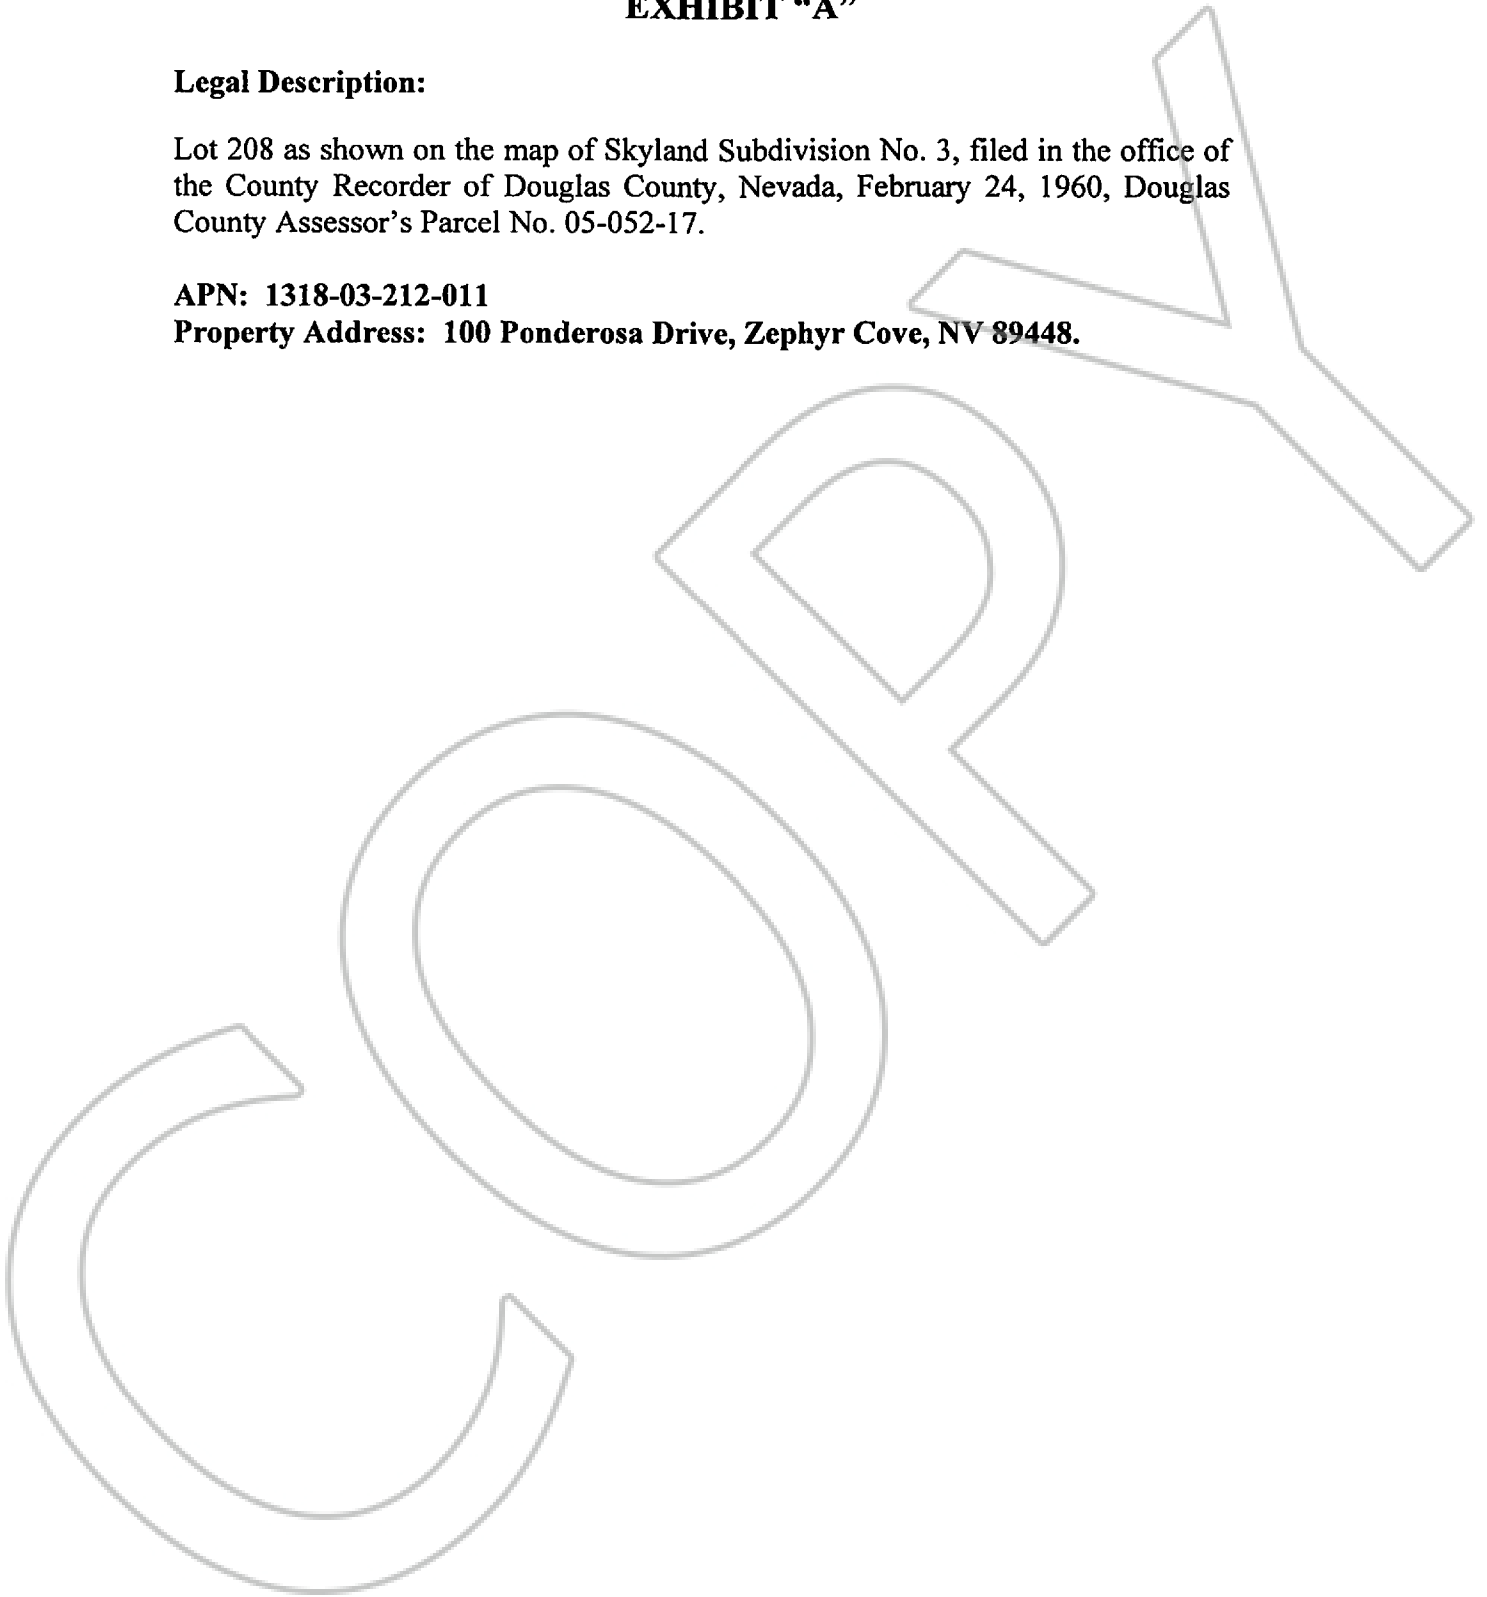 EXHIBIT “A”
Legal Description:
Lot 208 as shown on the map of Skyland Subdivision No. 3, filed in the office of
the County Recorder of Douglas County, Nevada, February 24, 1960, Douglas
County Assessor’s Parcel No. 05-052-17.
APN: 1318-03-212-011
Property Address: 100 Ponderosa Drive, Zephyr Cove, NV 89448.
COPY